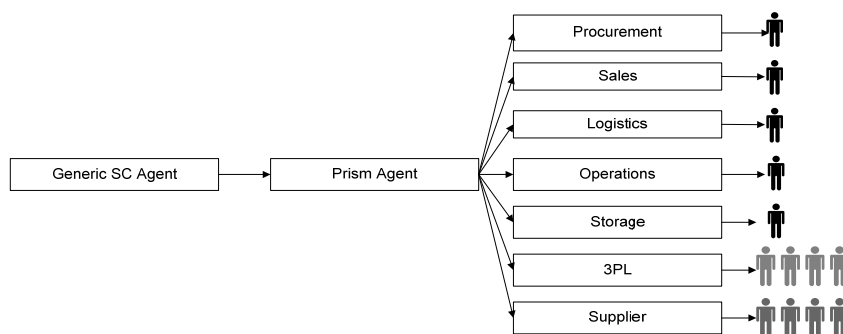 Procurement
Sales
Logistics
Generic SC Agent
Prism Agent
Operations
Storage
3PL
Supplier